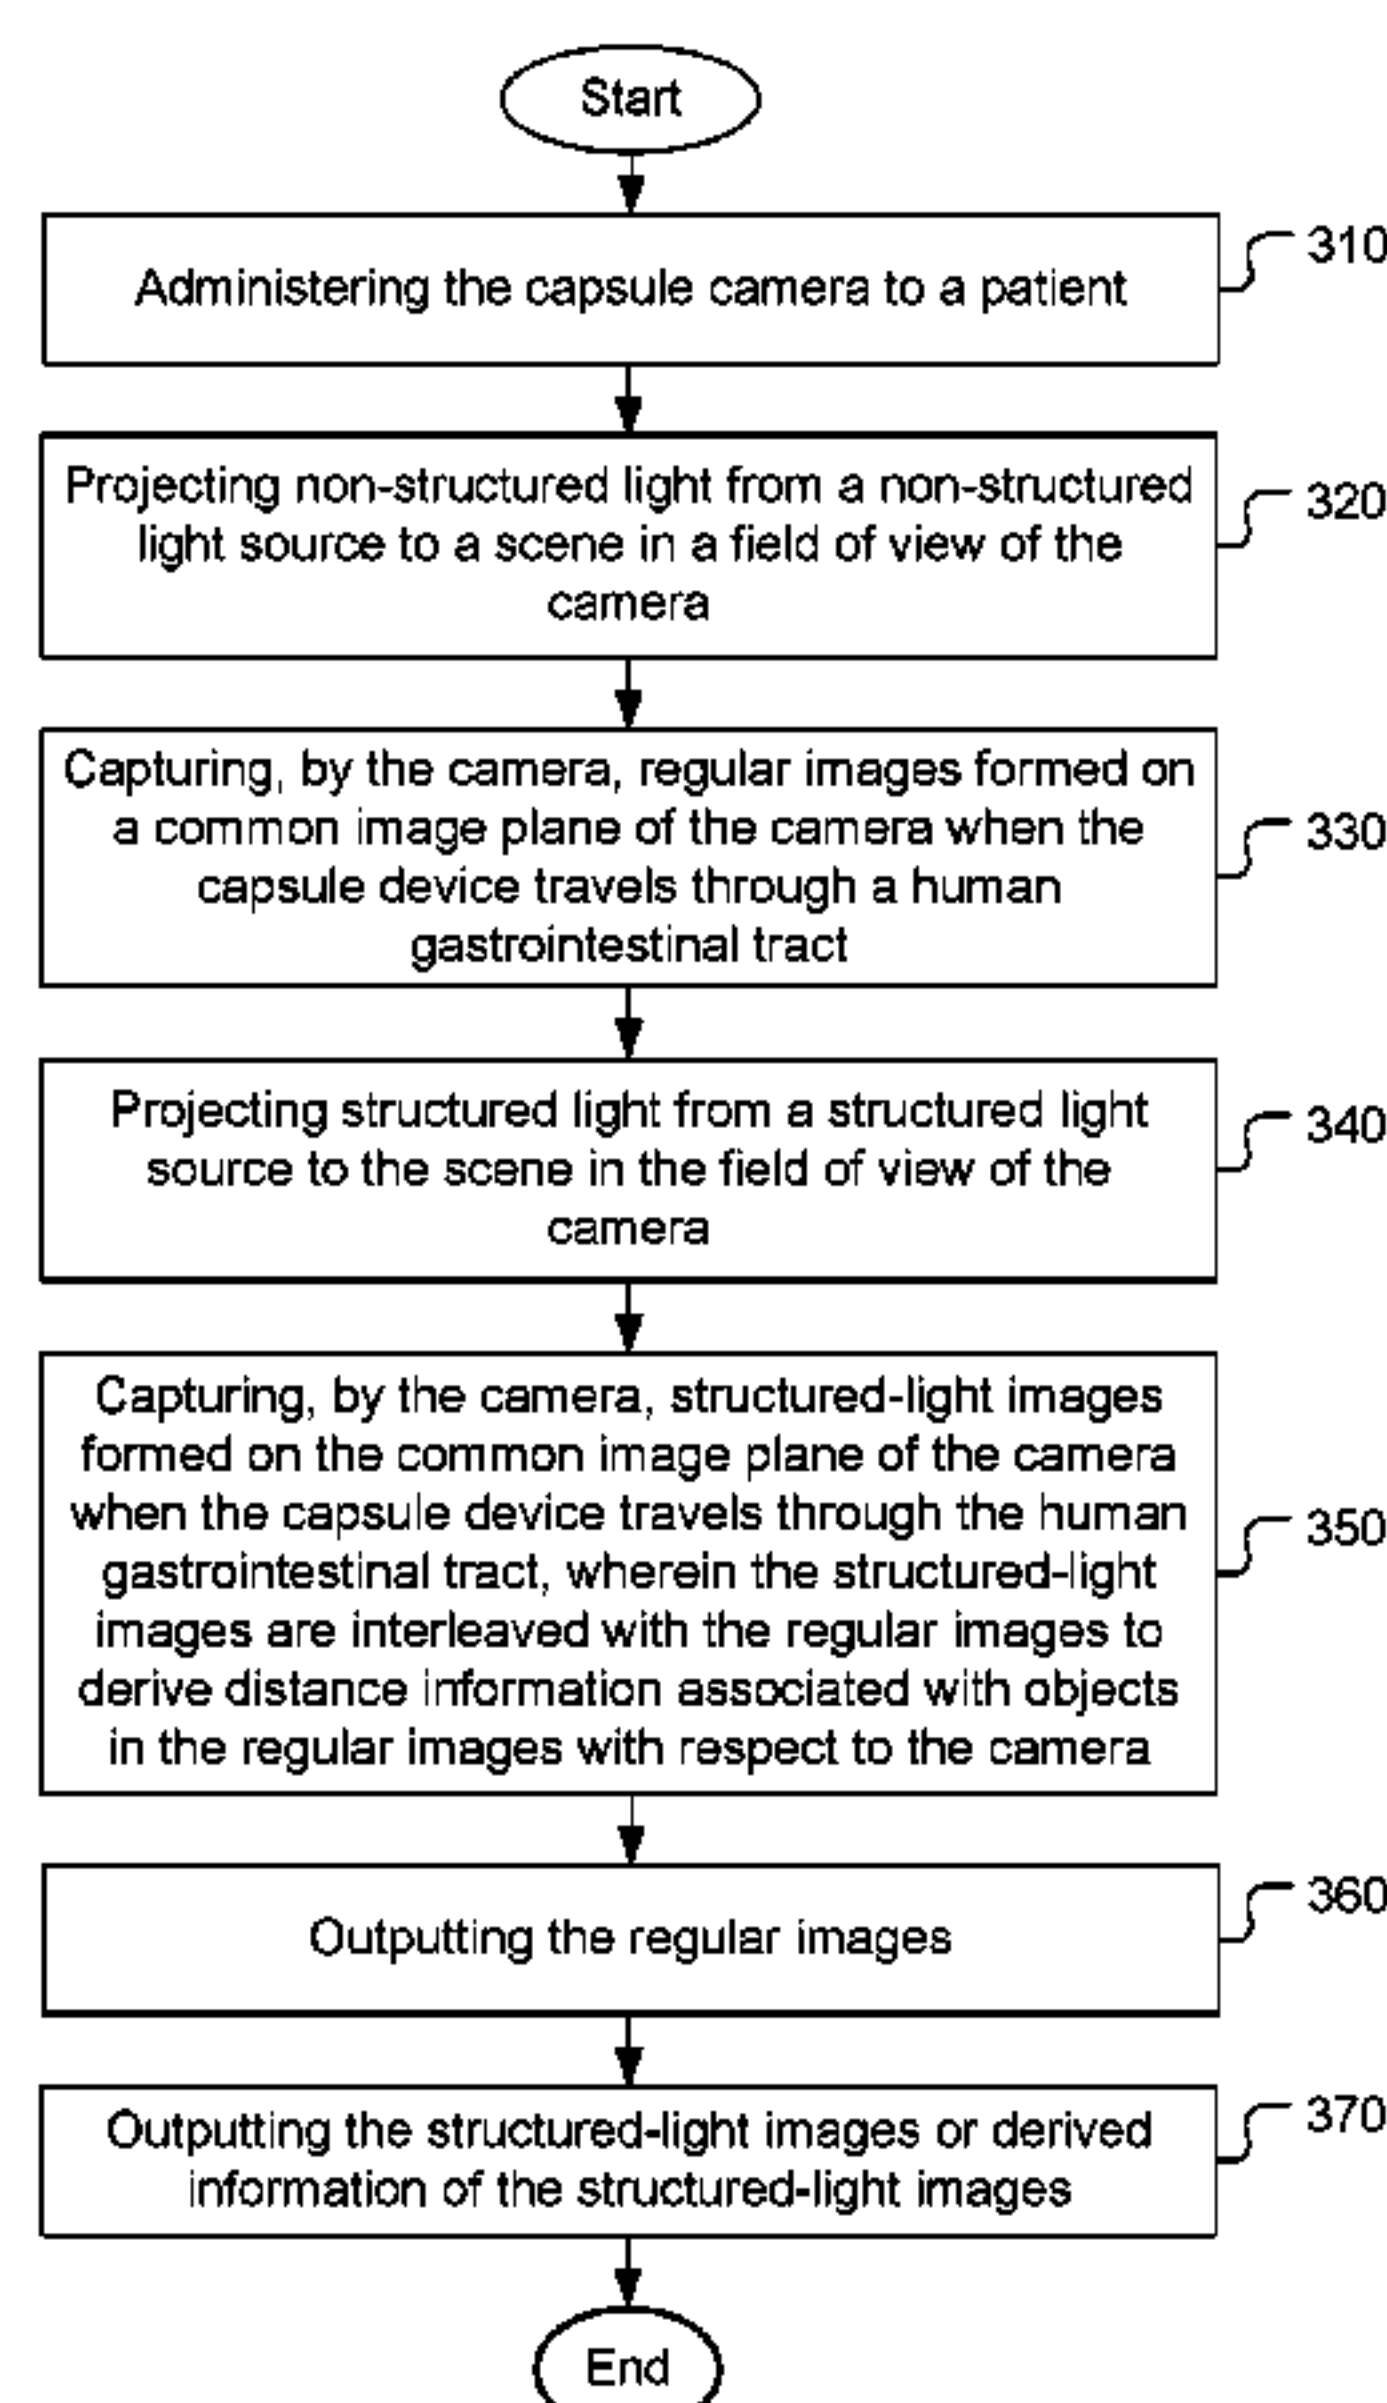 Start
Administering the capsule camera to a patient
310
Projecting non-structured light from a non-structured
light source to a scene in a field of view of the
camera
320
Capturing, by the camera, regular images formed on
a common image plane of the camera when the
capsule device travels through a human
gastrointestinal tract
330
Projecting structured light from a structured light
source to the scene in the field of view of the
camera
340
Capturing, by the camera, structured-light images
formed on the common image plane of the camera
when the capsule device travels through the human
gastrointestinal tract, wherein the structured-light
images are interleaved with the regular images to
derive distance information associated with objects
in the regular images with respect to the camera
350
Outputting the regular images
360
Outputting the structured-light images or derived
information of the structured-light images
370
End